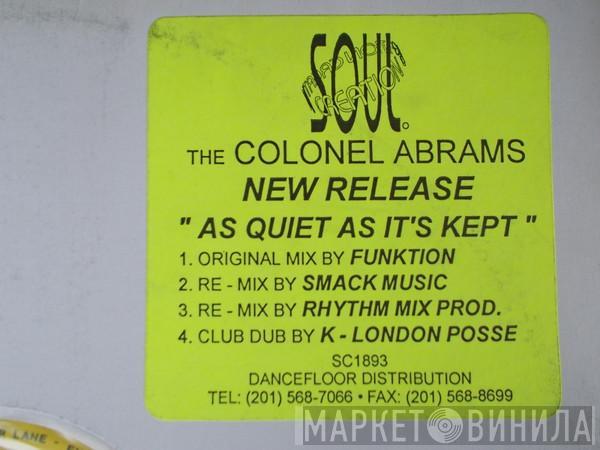 SOUL
CREATION
THE COLONEL ABRAMS
NEW RELEASE
" AS QUIET AS IT'S KEPT "
1. ORIGINAL MIX BY FUNKTION
2. RE - MIX BY SMACK MUSIC
3. RE - MIX BY RHYTHM MIX PROD.
4. CLUB DUB BY K - LONDON POSSE
SC1893
DANCEFLOOR DISTRIBUTION
TEL: (201) 568-7066 • FAX: (201) 568-8699
LANE -
МАРКЕТ ВИНИЛА